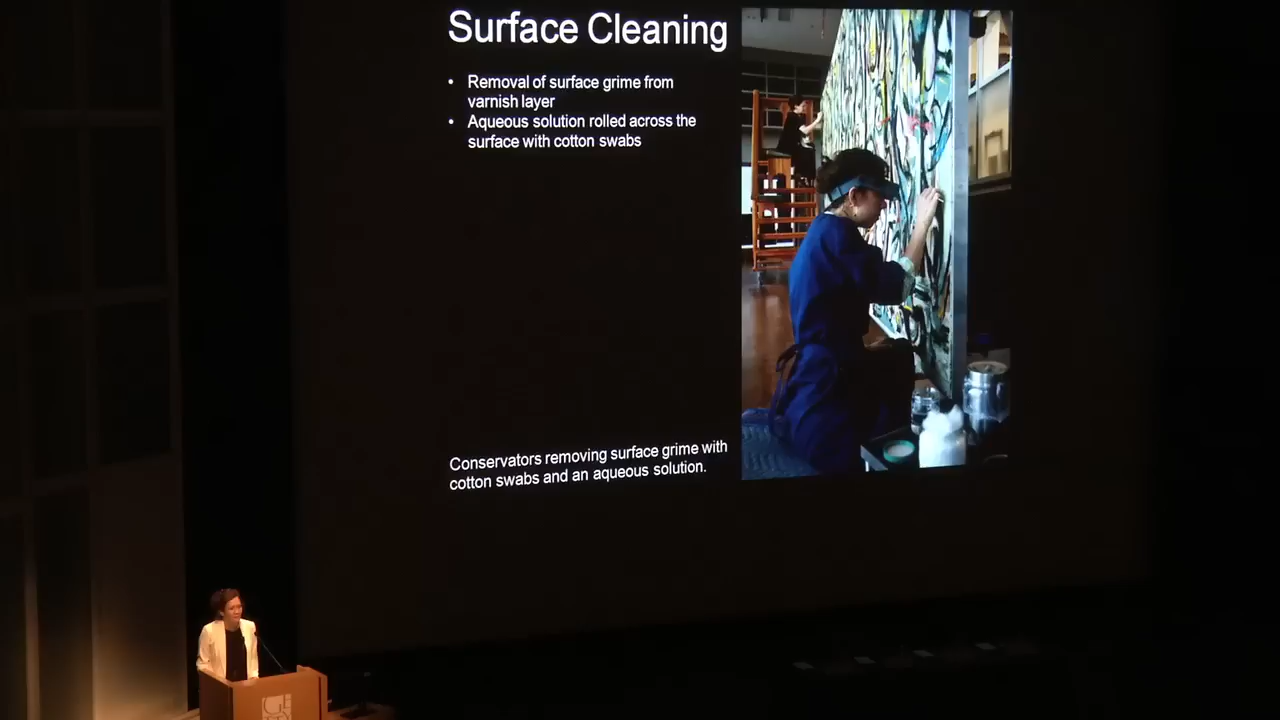 Surface Cleaning
• Removal of surface grime from
varnish layer
• Aqueous solution rolled across the
surface with cotton swabs
Conservators removing surface grime with
cotton swabs and an aqueous solution.